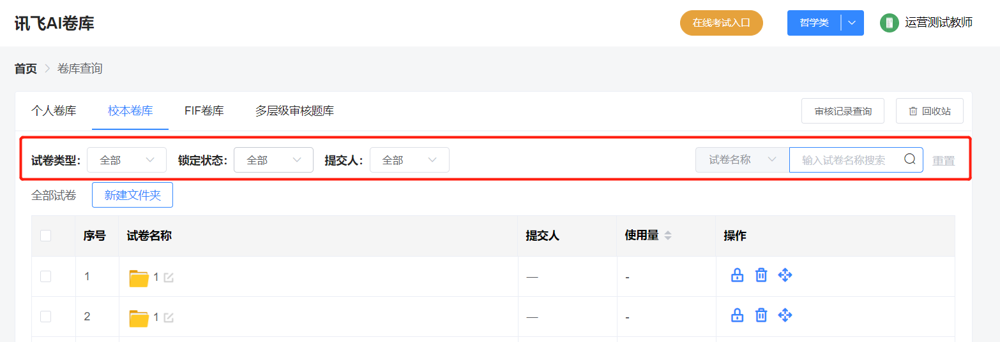 讯飞AI卷库
在线考试入口 哲学类 运营测试教师
首页 > 卷库查询
个人卷库 校本卷库 FIF卷库 多层级审核题库 审核记录查询 回收站
试卷类型: 全部 锁定状态: 全部 提交人: 全部 试卷名称 输入试卷名称搜索 重置
全部试卷 新建文件夹
序号 试卷名称 提交人 使用量 操作
1 1 — -
2 1 — -